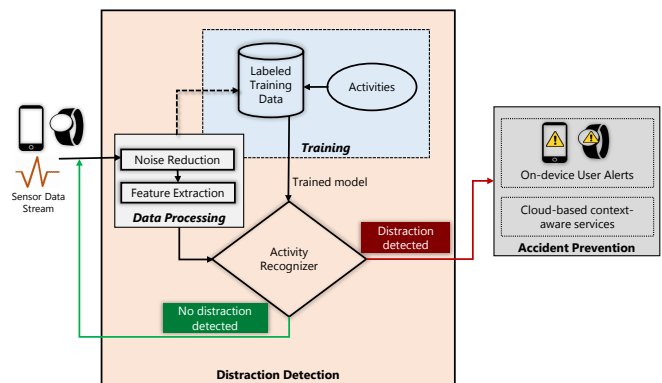 Labeled
Training
Data
Activities
Training
Noise Reduction
Feature Extraction
Data Processing
Sensor Data
Stream
Trained model
Activity
Recognizer
Distraction
detected
No distraction
detected
Distraction Detection
On-device User Alerts
Cloud-based context-
aware services
Accident Prevention